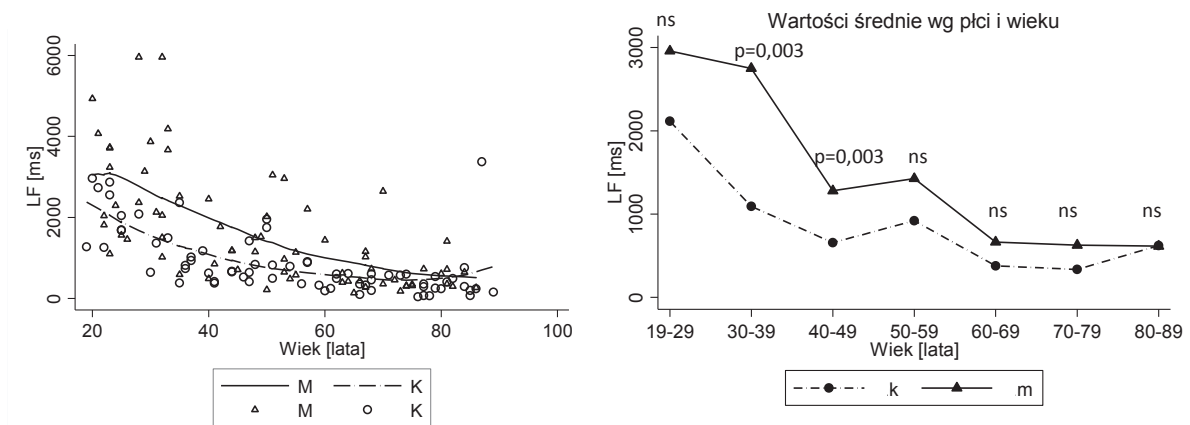 6000
4000
2000
0
LF [ms]
20 40 60 80 100
Wiek [lata]
M K
M K
Wartości średnie wg płci i wieku
ns
p=0,003
p=0,003
ns
ns
ns
ns
3000
2000
1000
0
LF [ms]
19-29 30-39 40-49 50-59 60-69 70-79 80-89
Wiek [lata]
.k .m